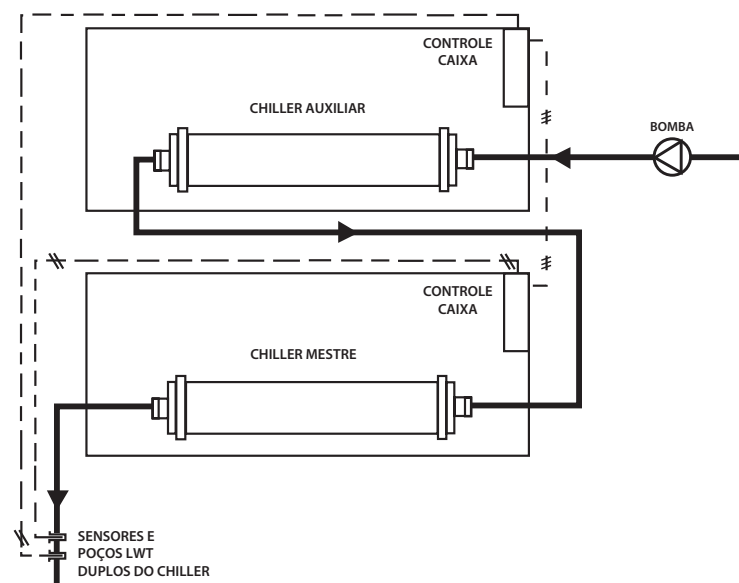 CONTROLE
CAIXA
CHILLER AUXILIAR
BOMBA
CONTROLE
CAIXA
CHILLER MESTRE
SENSORES E
POÇOS LWT
DUPLOS DO CHILLER